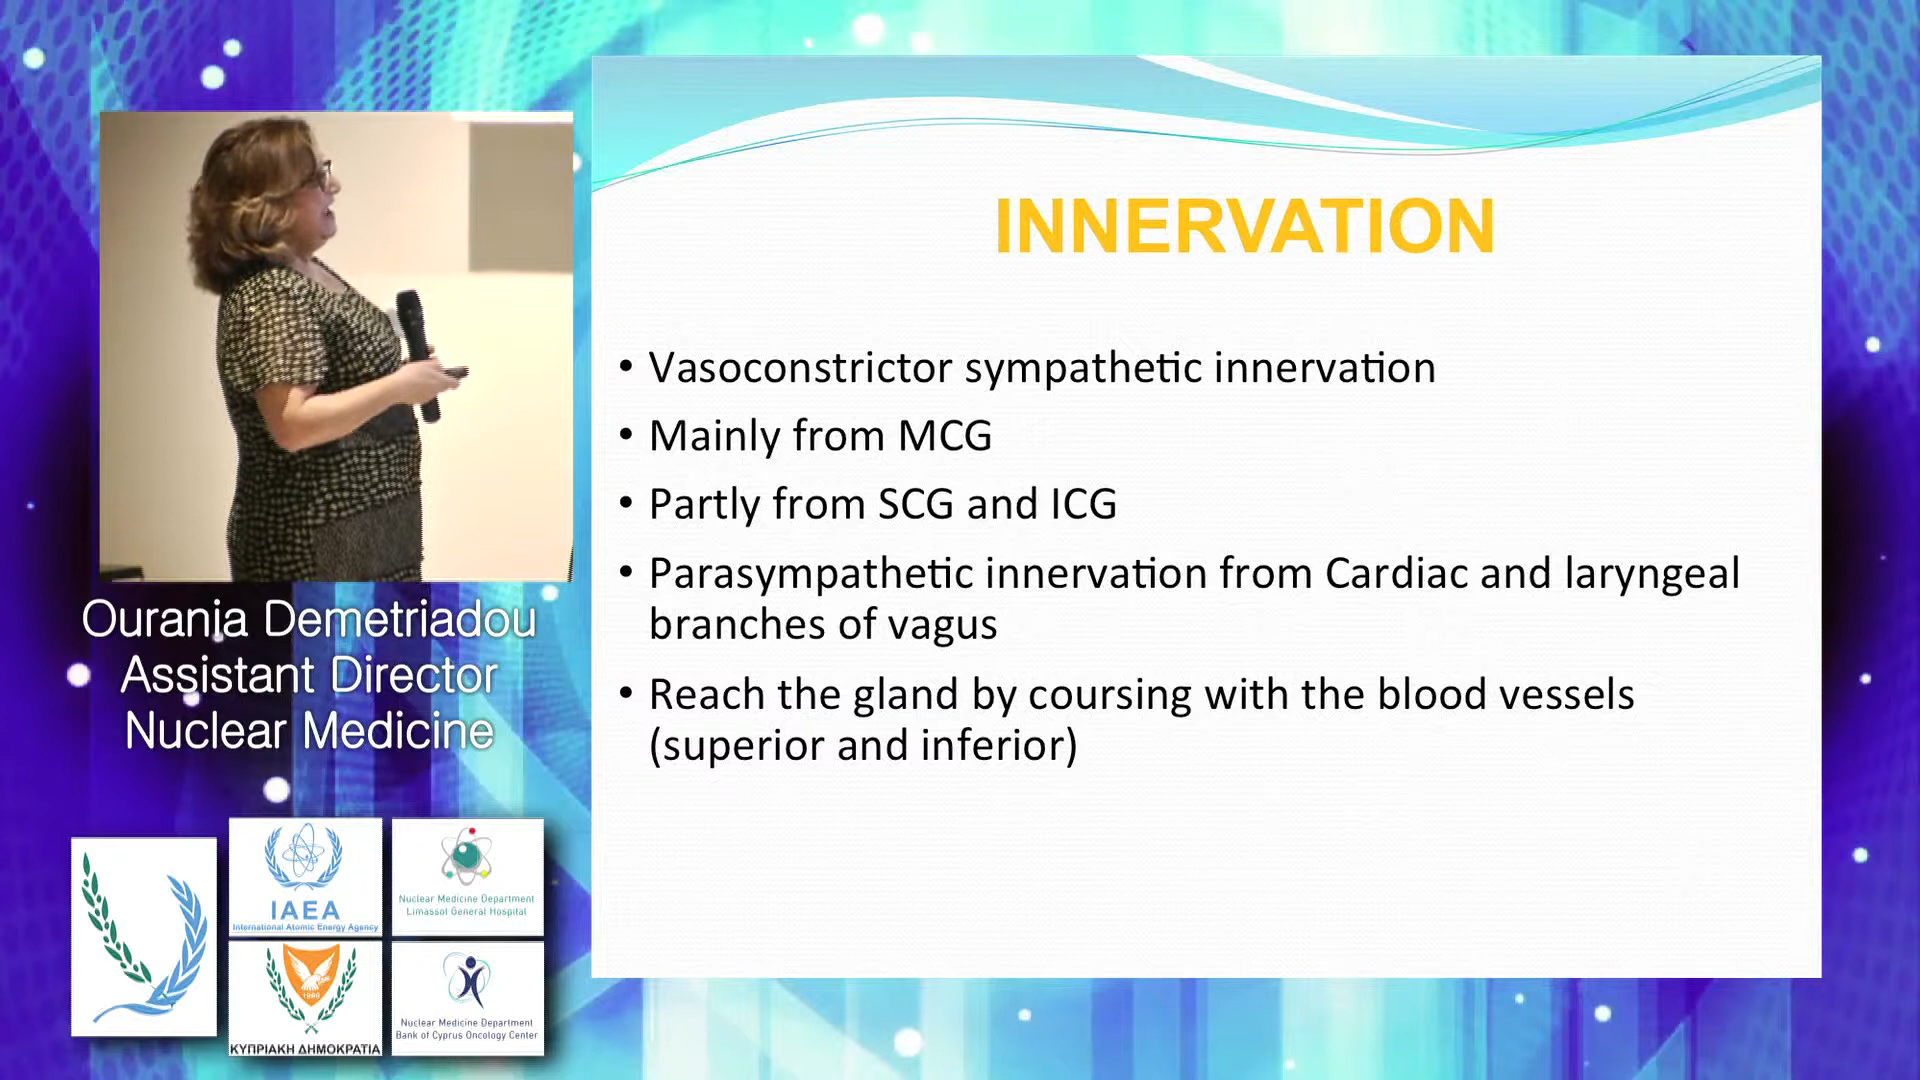 INNERVATION
• Vasoconstrictor sympathetic innervation
• Mainly from MCG
• Partly from SCG and ICG
• Parasympathetic innervation from Cardiac and laryngeal
branches of vagus
• Reach the gland by coursing with the blood vessels
(superior and inferior)
Ourania Demetriadou
Assistant Director
Nuclear Medicine
IAEA
International Atomic Energy Agency
Nuclear Medicine Department
Limassol General Hospital
1960
ΚΥΠΡΙΑΚΗ ΔΗΜΟΚΡΑΤΙΑ
Nuclear Medicine Department
Bank of Cyprus Oncology Center